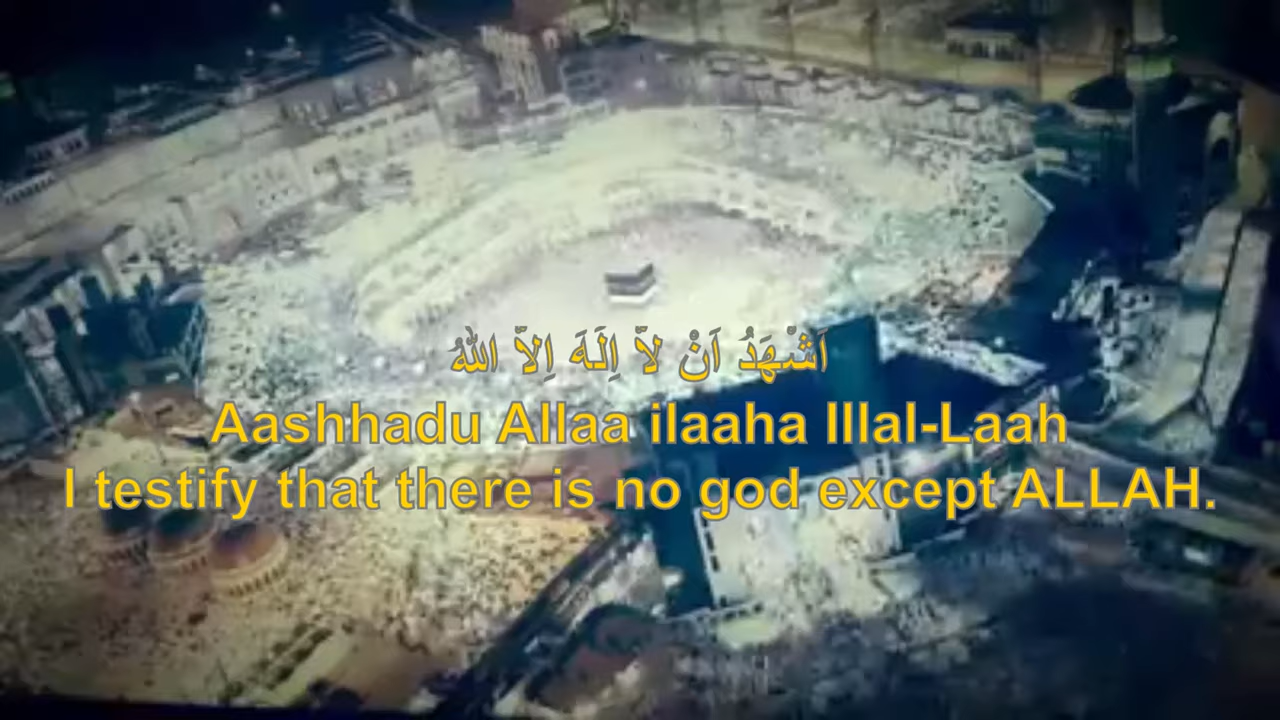 اَشْهَدُ اَنْ لاَّ اِلَهَ اِلاَّ اللهُ
Aashhadu Allaa ilaaha Illal-Laah
I testify that there is no god except ALLAH.